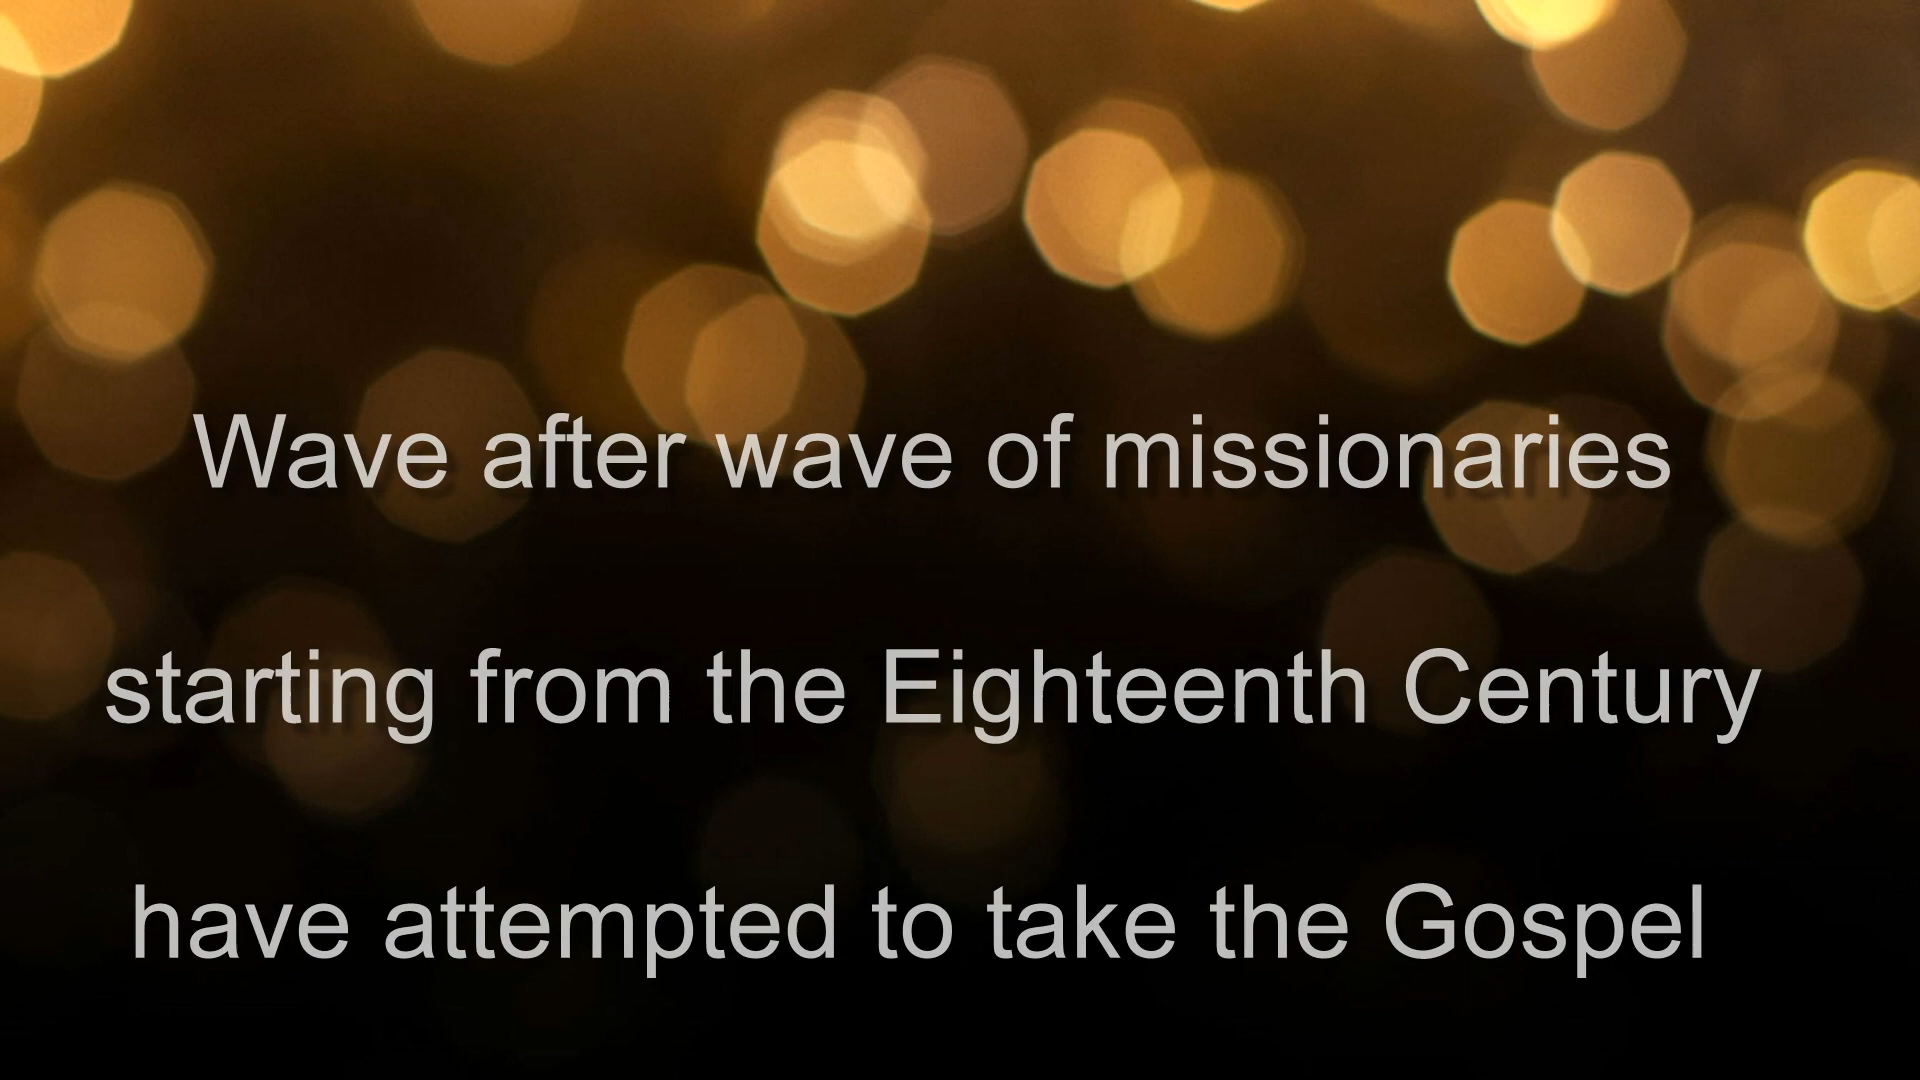 Wave after wave of missionaries
starting from the Eighteenth Century
have attempted to take the Gospel